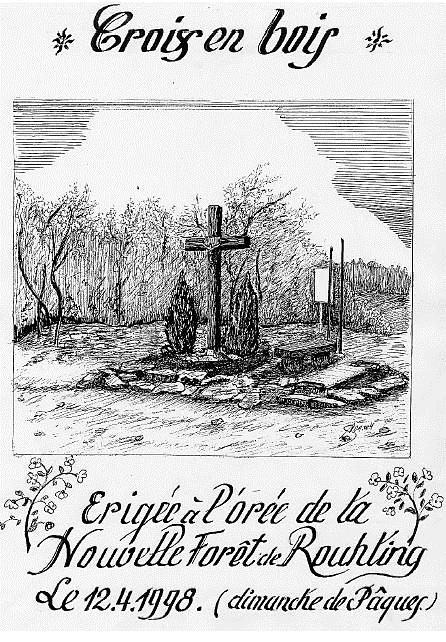 Croix en bois
Erigée à l'orée de la
Nouvelle Forêt de Rouhling
Le 12.4.1998. (dimanche de Pâques)